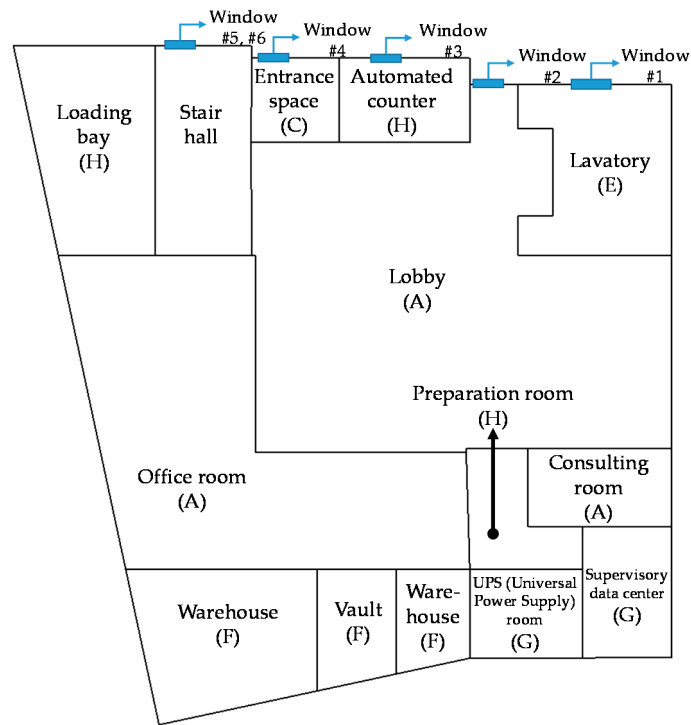 Window
#5, #6
Window
#4
Window
#3
Window
#2
Window
#1
Loading
bay
(H)
Stair
hall
Entrance
space
(C)
Automated
counter
(H)
Lavatory
(E)
Lobby
(A)
Preparation room
(H)
Office room
(A)
Consulting
room
(A)
Warehouse
(F)
Vault
(F)
Ware-
house
(F)
UPS (Universal
Power Supply)
room
(G)
Supervisory
data center
(G)